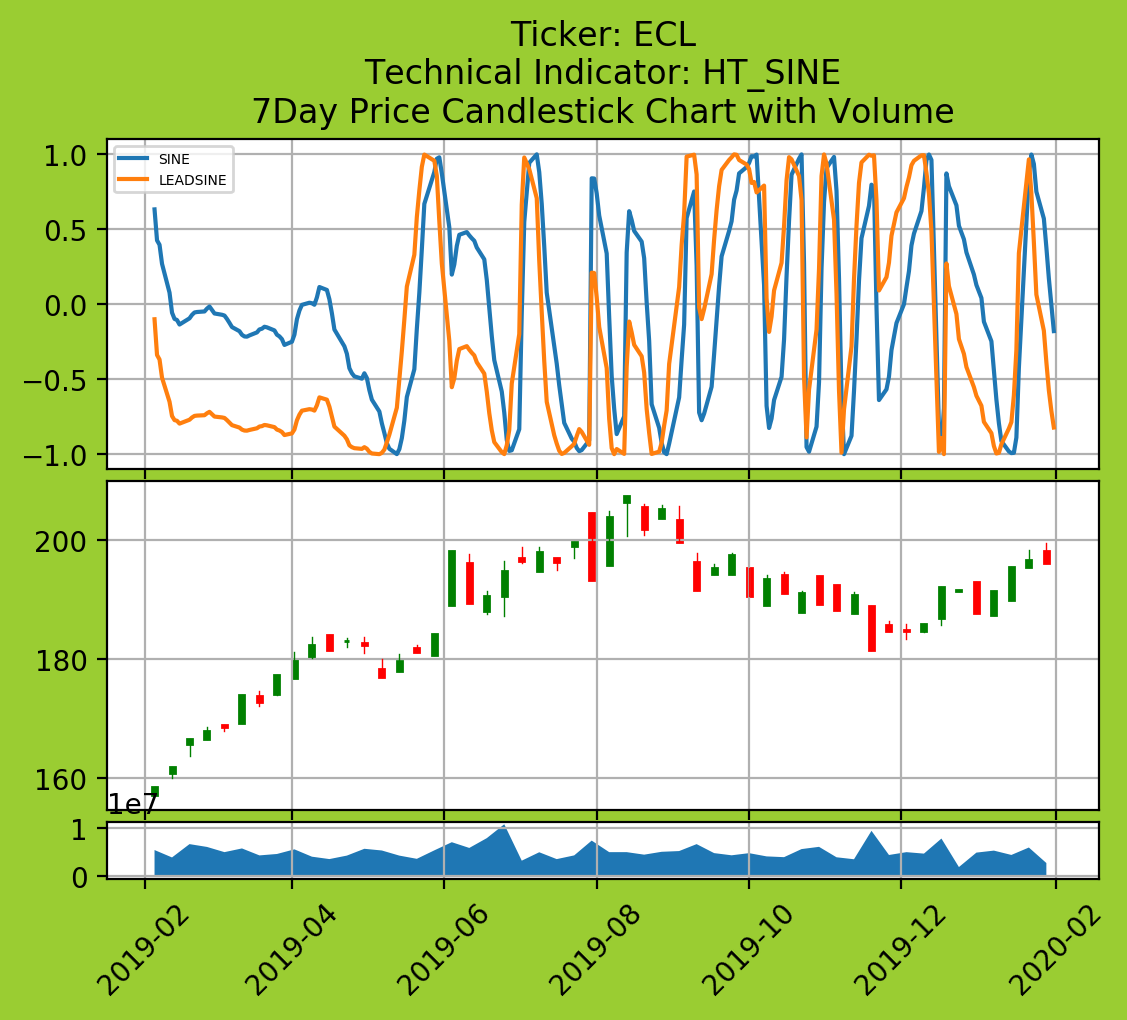 Ticker: ECL
Technical Indicator: HT_SINE
7Day Price Candlestick Chart with Volume
1.0
0.5
0.0
−0.5
−1.0
SINE
LEADSINE
200
180
160
1e7
1
0
2019-02
2019-04
2019-06
2019-08
2019-10
2019-12
2020-02